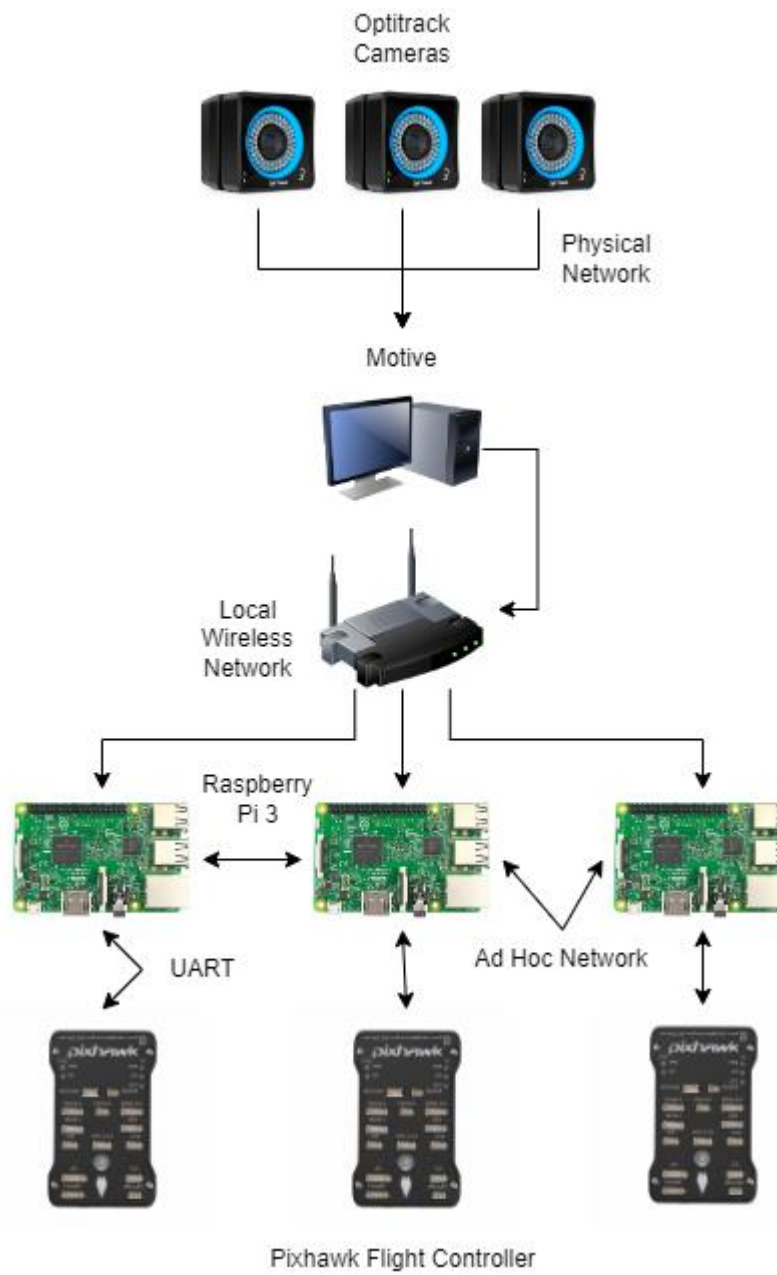 Optitrack
Cameras
Physical
Network
Motive
Local
Wireless
Network
Raspberry
Pi 3
UART
Ad Hoc Network
pixhawk
pixhawk
pixhawk
Pixhawk Flight Controller